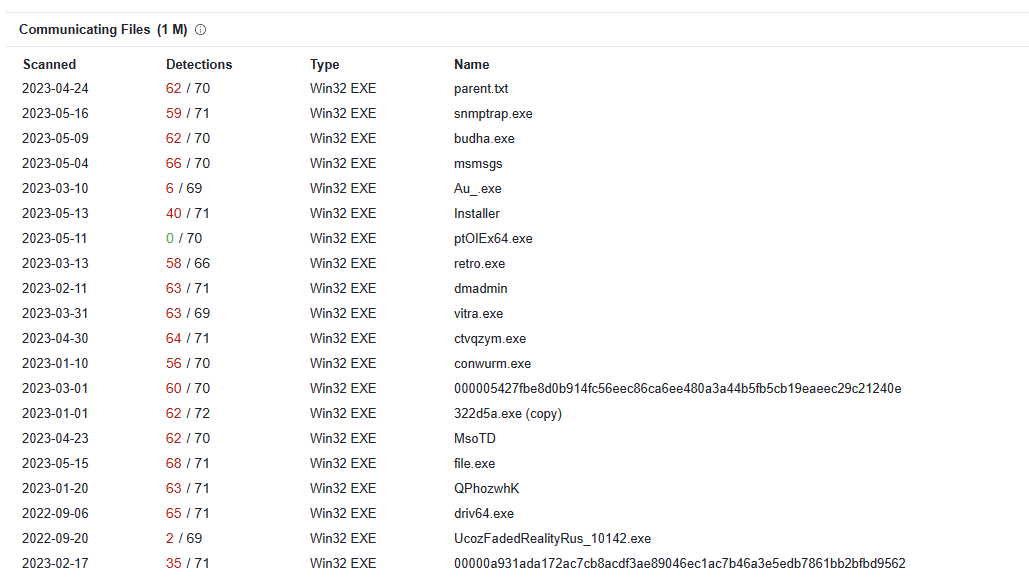 Communicating Files (1 M)
Scanned Detections Type Name
2023-04-24 62 / 70 Win32 EXE parent.txt
2023-05-16 59 / 71 Win32 EXE snmptrap.exe
2023-05-09 62 / 70 Win32 EXE budha.exe
2023-05-04 66 / 70 Win32 EXE msmsgs
2023-03-10 6 / 69 Win32 EXE Au_.exe
2023-05-13 40 / 71 Win32 EXE Installer
2023-05-11 0 / 70 Win32 EXE ptOIEx64.exe
2023-03-13 58 / 66 Win32 EXE retro.exe
2023-02-11 63 / 71 Win32 EXE dmadmin
2023-03-31 63 / 69 Win32 EXE vitra.exe
2023-04-30 64 / 71 Win32 EXE ctvqzym.exe
2023-01-10 56 / 70 Win32 EXE conwurm.exe
2023-03-01 60 / 70 Win32 EXE 000005427fbe8d0b914fc56eec86ca6ee480a3a44b5fb5cb19eaeec29c21240e
2023-01-01 62 / 72 Win32 EXE 322d5a.exe (copy)
2023-04-23 62 / 70 Win32 EXE MsoTD
2023-05-15 68 / 71 Win32 EXE file.exe
2023-01-20 63 / 71 Win32 EXE QPhozwhK
2022-09-06 65 / 71 Win32 EXE driv64.exe
2022-09-20 2 / 69 Win32 EXE UcozFadedRealityRus_10142.exe
2023-02-17 35 / 71 Win32 EXE 00000a931ada172ac7cb8acdf3ae89046ec1ac7b46a3e5edb7861bb2bfbd9562